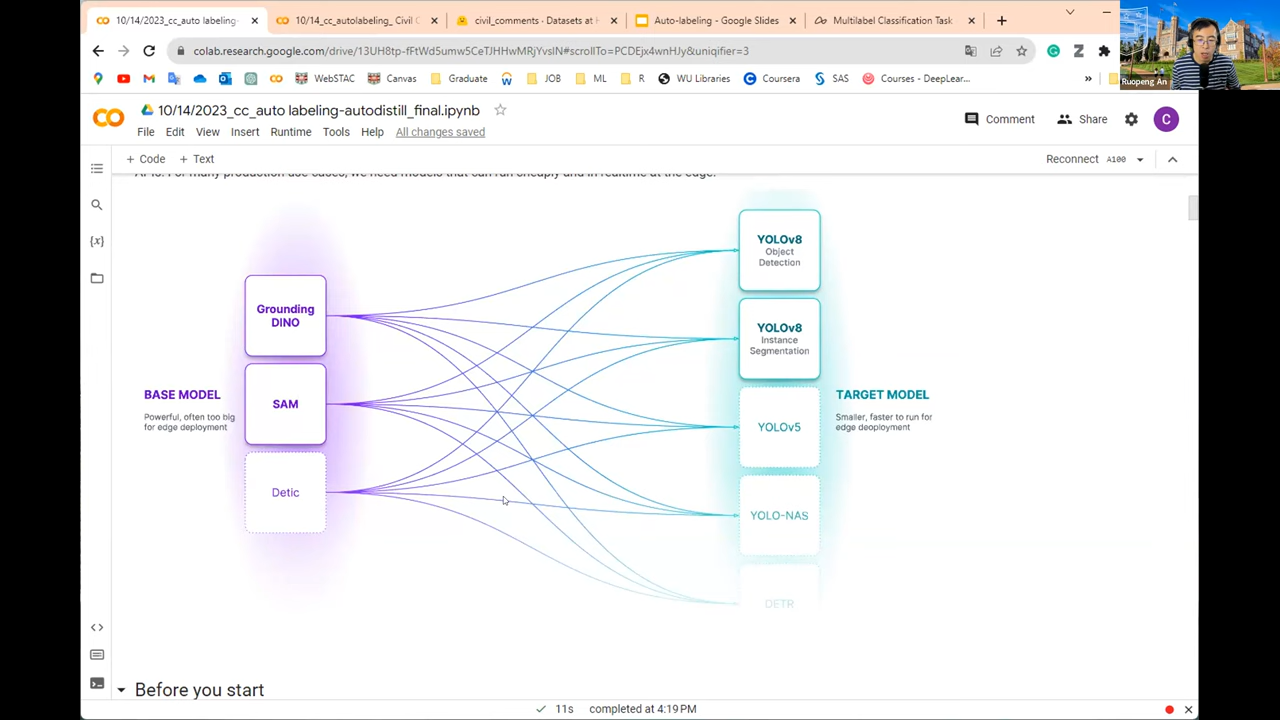 10/14/2023_cc_auto labeling-
10/14_cc_autolabeling_ Civil C
civil_comments · Datasets at H
Auto-labeling - Google Slides
Multilabel Classification Task
colab.research.google.com/drive/13UH8tp-fFtWd5umw5CeTJHwMRjYvslN#scrollTo=PCDEjx4wnHJy&uniqifier=3
Ruopeng An
WebSTAC
Canvas
Graduate
JOB
ML
R
WU Libraries
Coursera
SAS
Courses - DeepLear...
10/14/2023_cc_auto labeling-autodistill_final.ipynb
File Edit View Insert Runtime Tools Help All changes saved
Comment
Share
C
+ Code + Text
Reconnect A100
APIs. For many production use cases, we need models that can run cheaply and in realtime at the edge.
YOLOv8
Object
Detection
Grounding
DINO
YOLOv8
Instance
Segmentation
BASE MODEL
Powerful, often too big
for edge deployment
SAM
YOLOv5
TARGET MODEL
Smaller, faster to run for
edge deoployment
Detic
YOLO-NAS
DETR
Before you start
11s completed at 4:19 PM